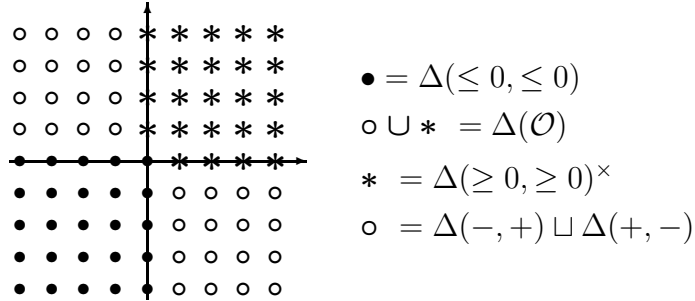 • = Δ(≤ 0, ≤ 0)
∘ ∪ ∗ = Δ(𝒪)
∗ = Δ(≥ 0, ≥ 0)×
∘ = Δ(−, +) ⊔ Δ(+, −)